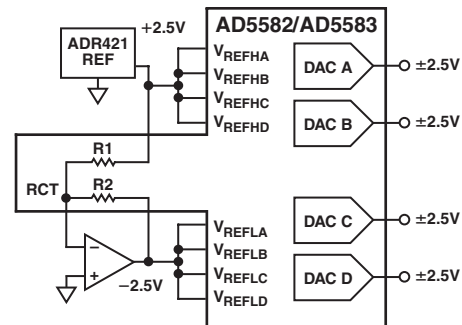 AD5582/AD5583
+2.5V
ADR421
REF
VREFHA
VREFHB
VREFHC
VREFHD
DAC A
±2.5V
DAC B
±2.5V
R1
RCT
R2
VREFLA
VREFLB
VREFLC
VREFLD
DAC C
±2.5V
DAC D
±2.5V
−
+
−2.5V